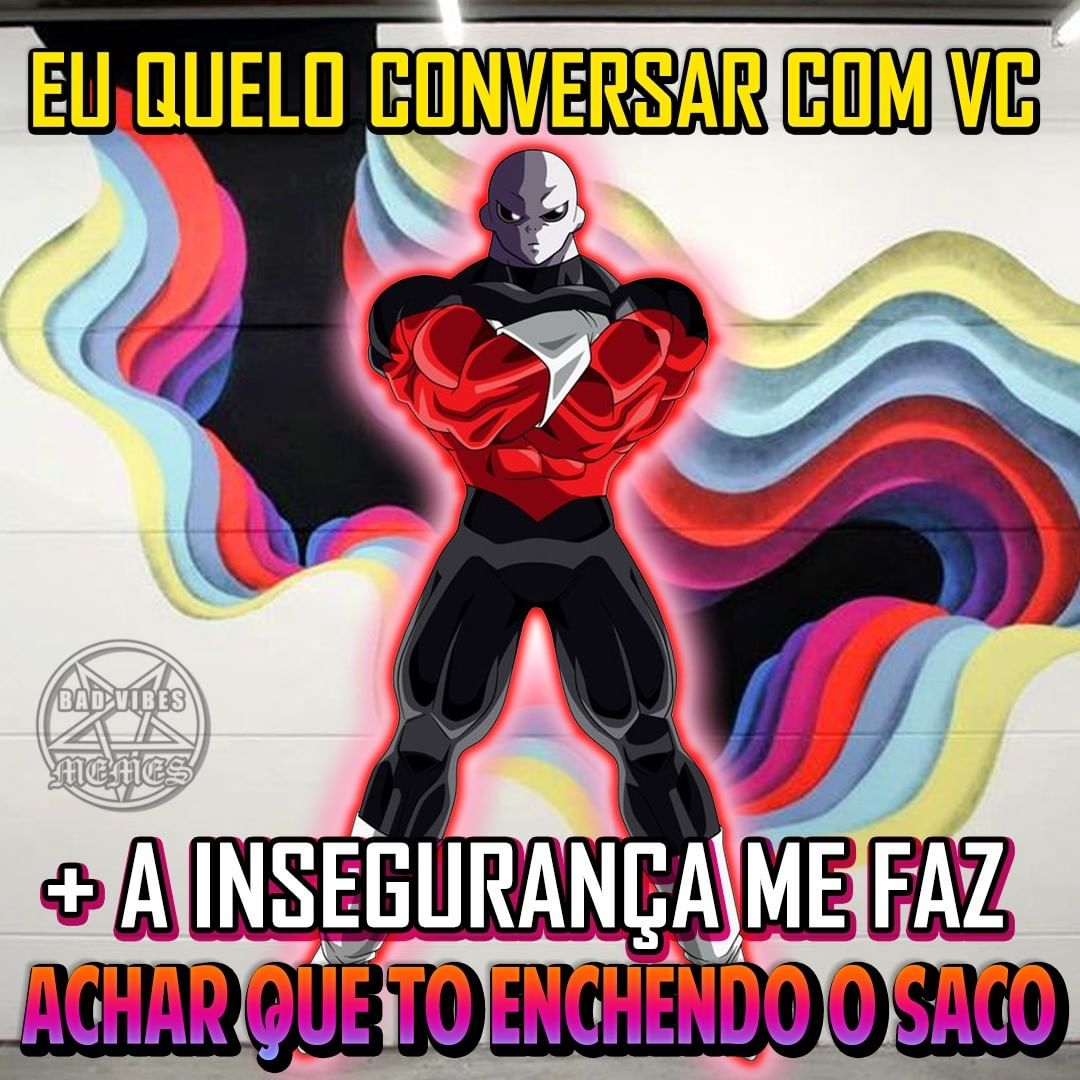 EU QUELO CONVERSAR COM VC
BAD VIBES
MEMES
+ A INSEGURANÇA ME FAZ
ACHAR QUE TO ENCHENDO O SACO